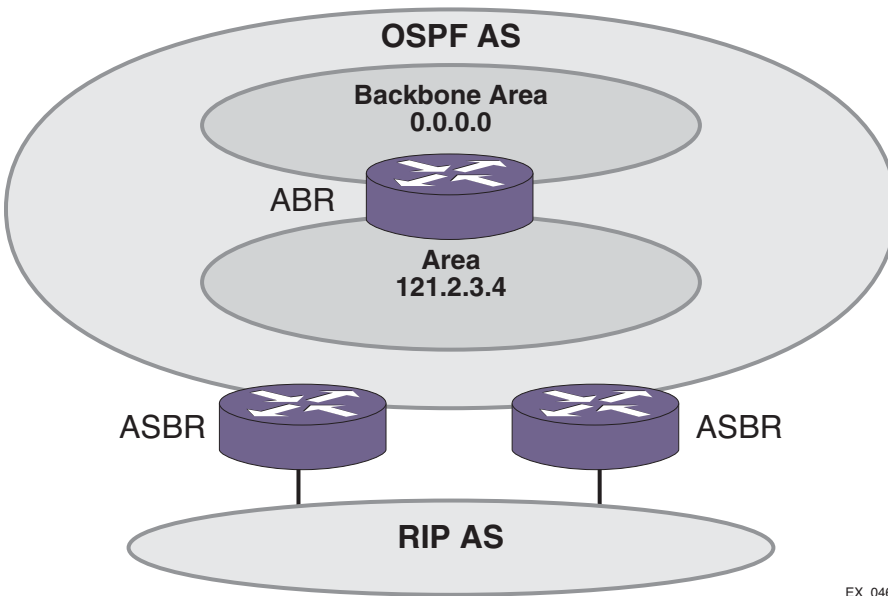 OSPF AS
Backbone Area
0.0.0.0
ABR
Area
121.2.3.4
ASBR
ASBR
RIP AS